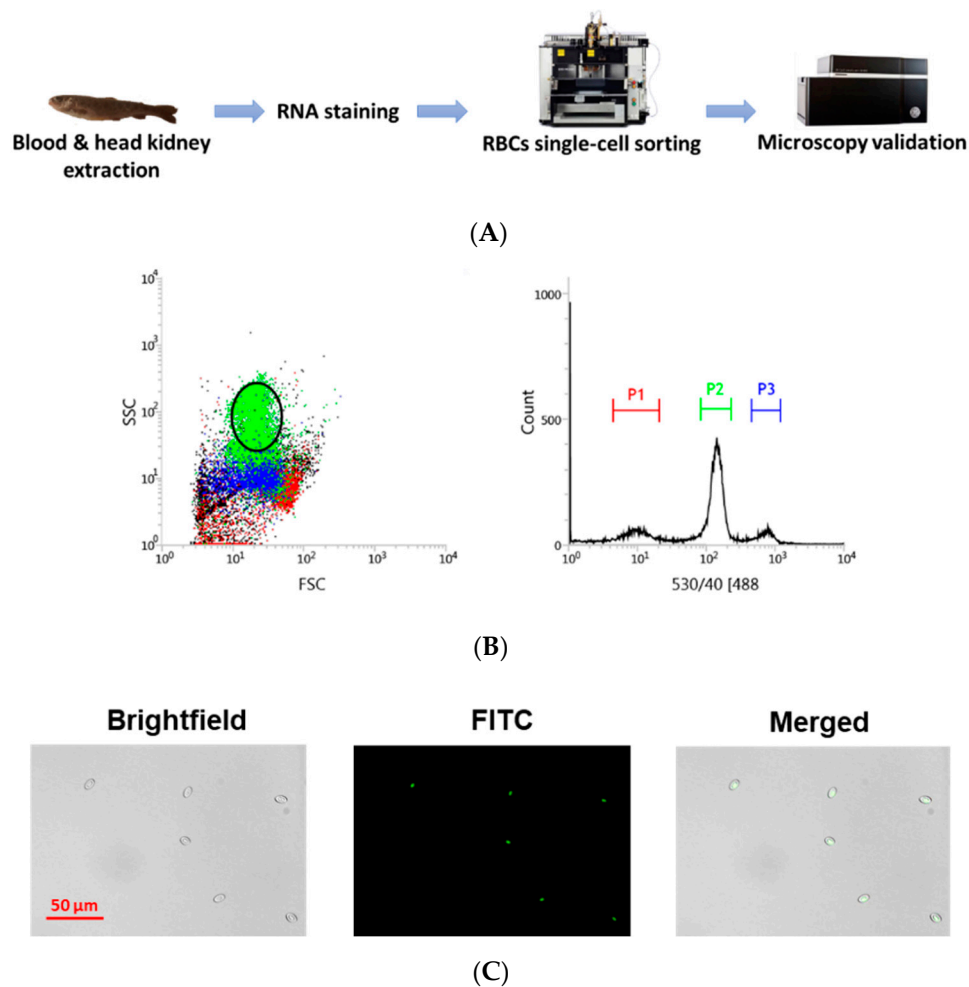 Blood & head kidney
extraction
RNA staining
RBCs single-cell sorting
Microscopy validation
(A)
10⁴
10³
10²
10¹
10⁰
SSC
10⁰ 10¹ 10² 10³ 10⁴
FSC
1000
500
0
Count
P1 P2 P3
10⁰ 10¹ 10² 10³ 10⁴
530/40 [488
(B)
Brightfield FITC Merged
50 µm
(C)